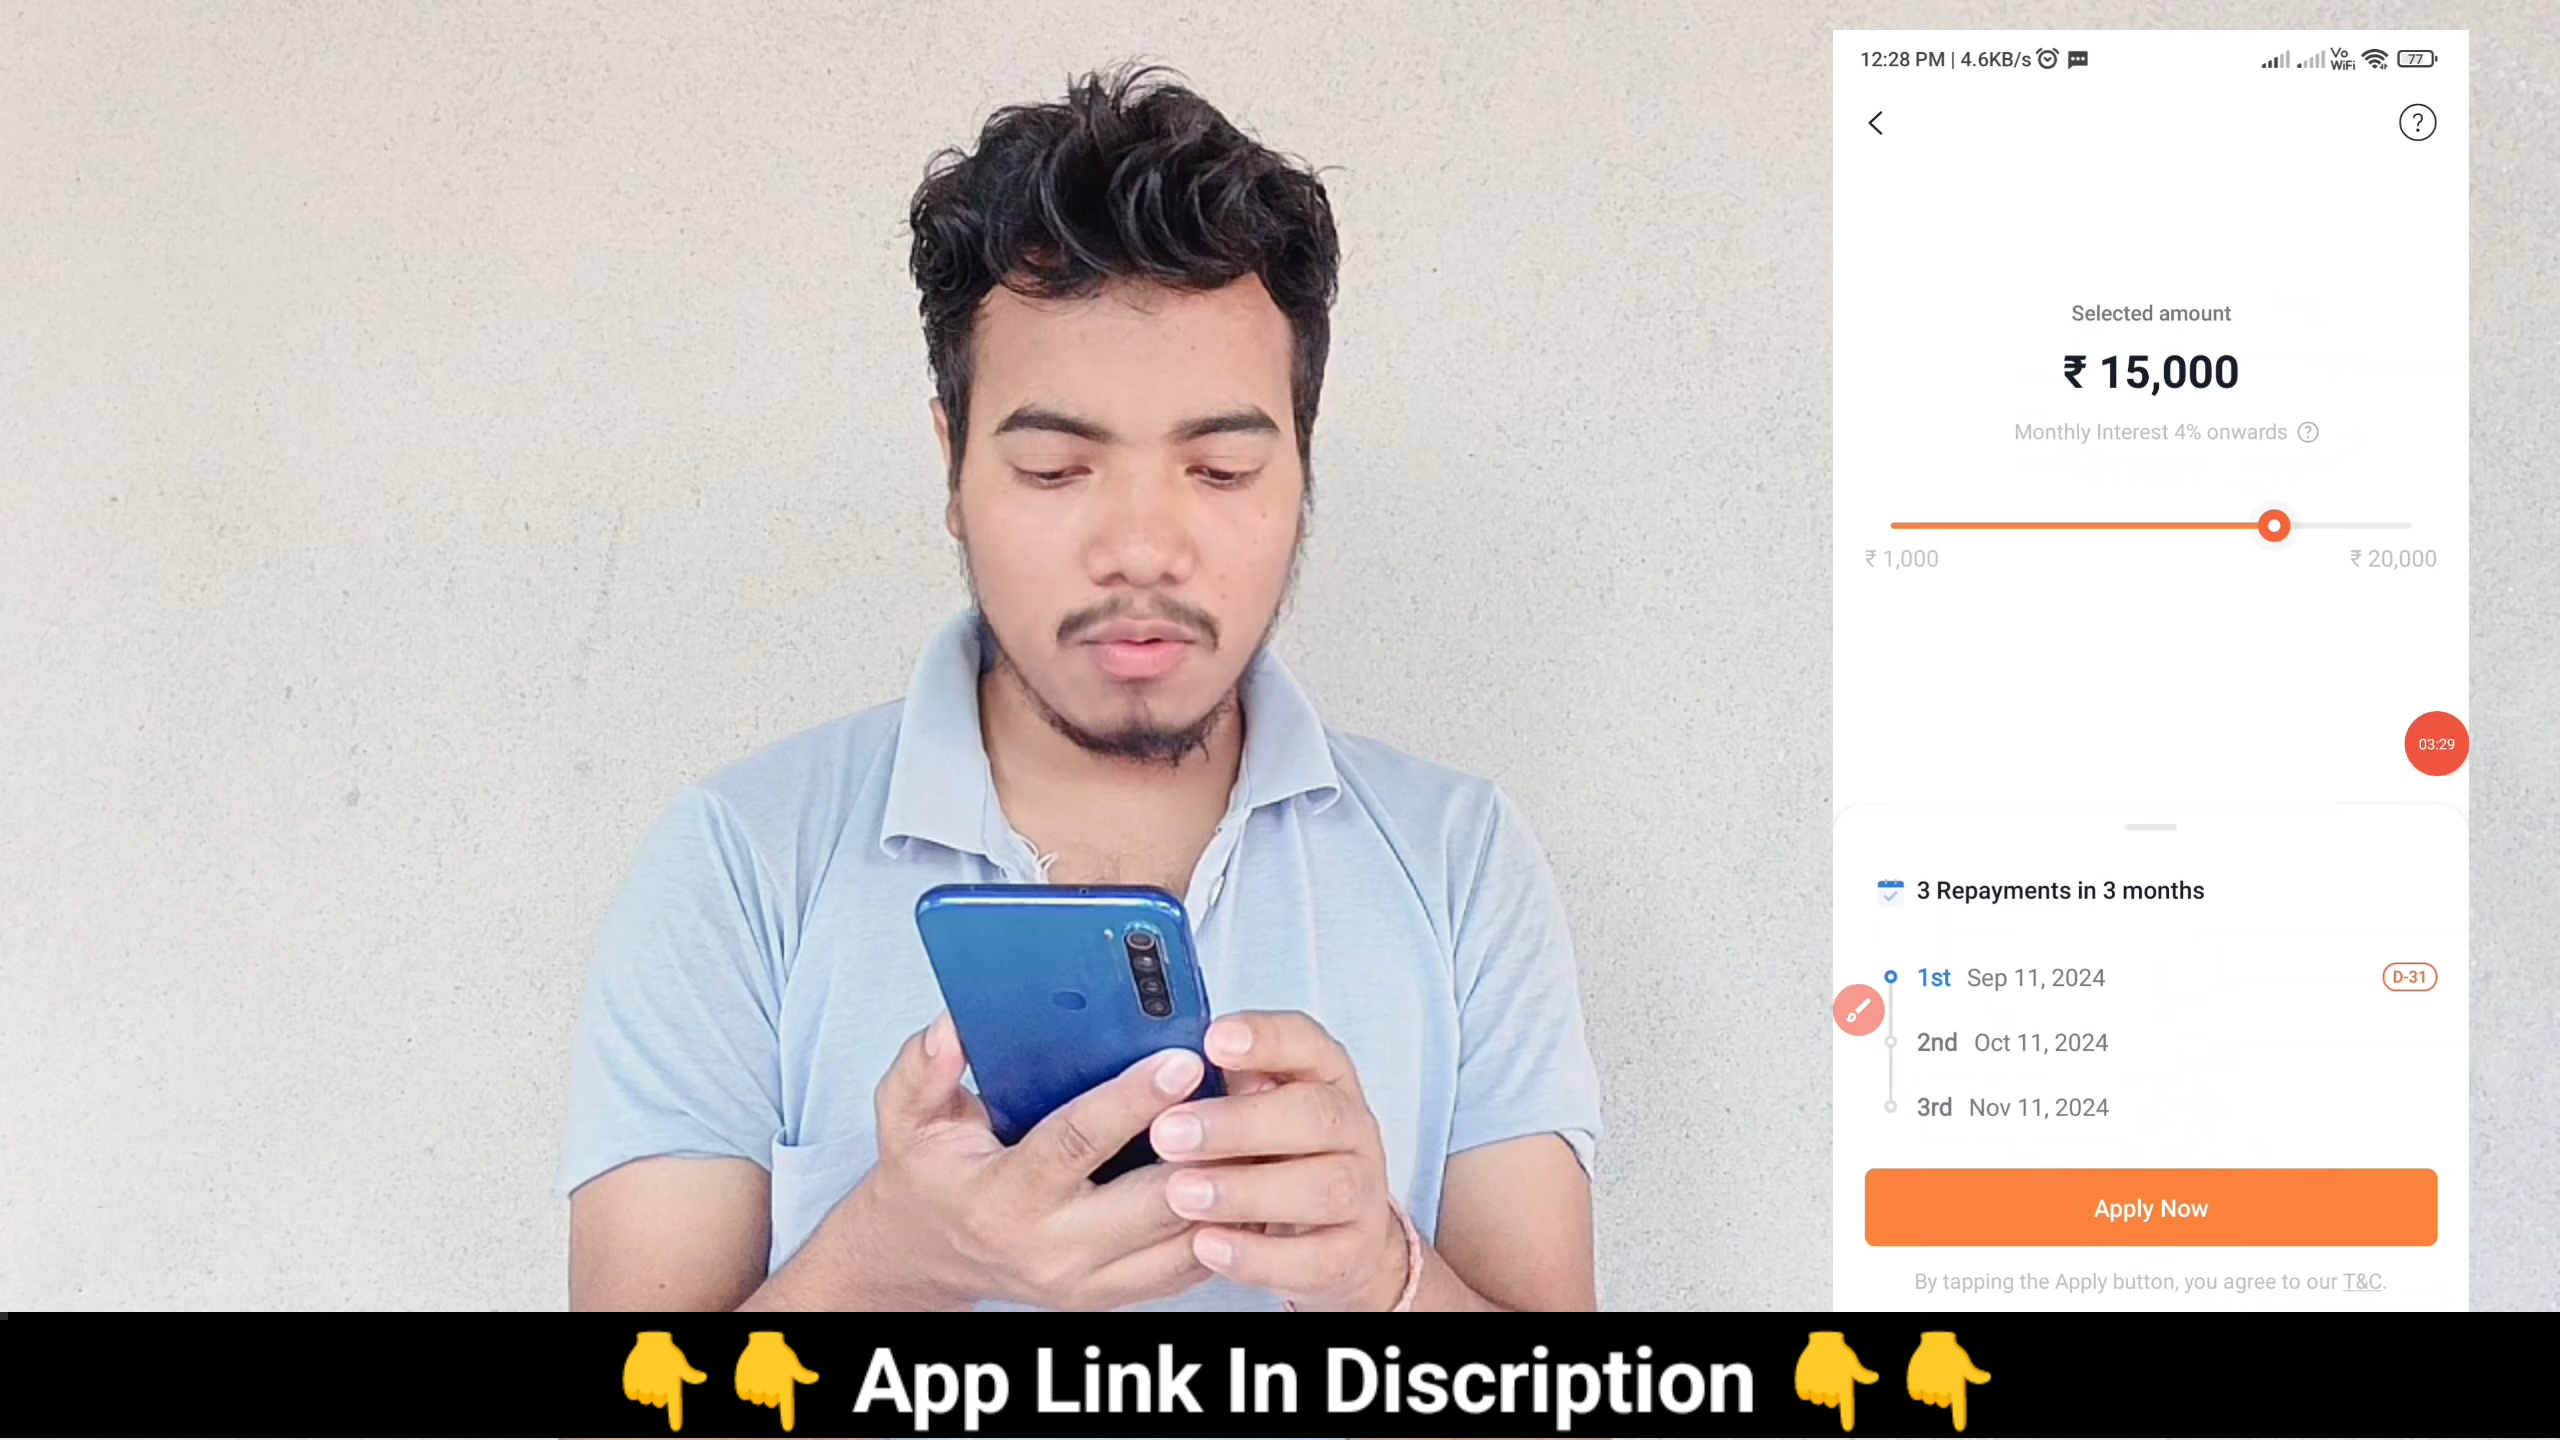 12:28 PM | 4.6KB/s
Vo
WiFi
77
?
Selected amount
₹ 15,000
Monthly Interest 4% onwards ?
₹ 1,000
₹ 20,000
03:29
3 Repayments in 3 months
1st Sep 11, 2024
D-31
2nd Oct 11, 2024
3rd Nov 11, 2024
Apply Now
By tapping the Apply button, you agree to our T&C.
👇👇 App Link In Discription 👇👇